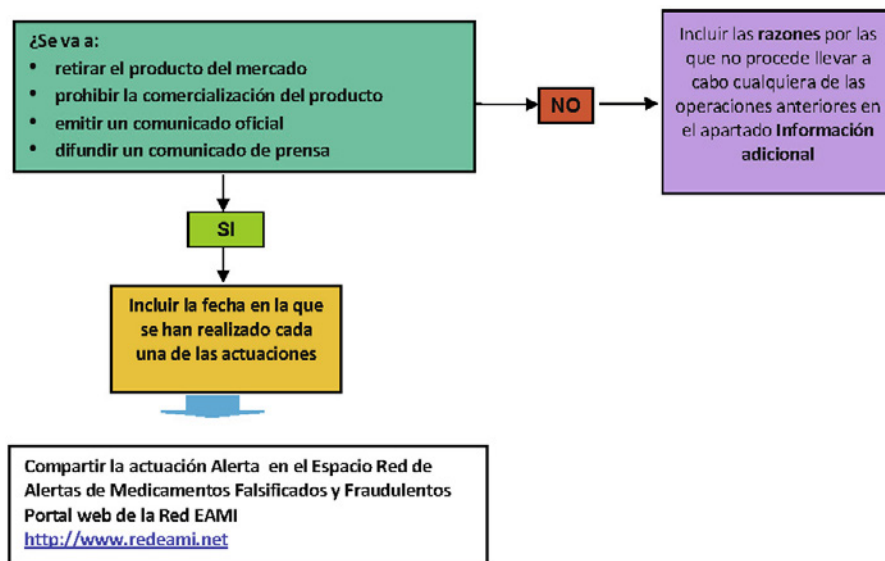 ¿Se va a:
• retirar el producto del mercado
• prohibir la comercialización del producto
• emitir un comunicado oficial
• difundir un comunicado de prensa
NO
Incluir las razones por las
que no procede llevar a
cabo cualquiera de las
operaciones anteriores en
el apartado Información
adicional
SI
Incluir la fecha en la que
se han realizado cada
una de las actuaciones
Compartir la actuación Alerta en el Espacio Red de
Alertas de Medicamentos Falsificados y Fraudulentos
Portal web de la Red EAMI
http://www.redeami.net